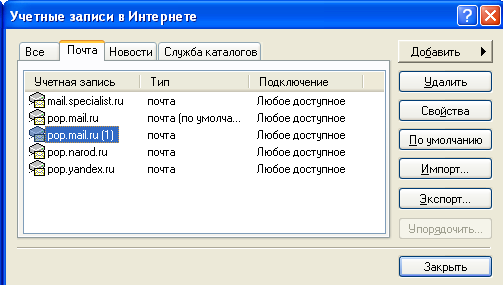 Учетные записи в Интернете
Все Почта Новости Служба каталогов
Добавить
Учетная запись Тип Подключение
Удалить
mail.specialist.ru почта Любое доступное
Свойства
pop.mail.ru почта (по умолча... Любое доступное
pop.mail.ru (1) почта Любое доступное
По умолчанию
pop.narod.ru почта Любое доступное
pop.yandex.ru почта Любое доступное
Импорт...
Экспорт...
Упорядочить...
Закрыть